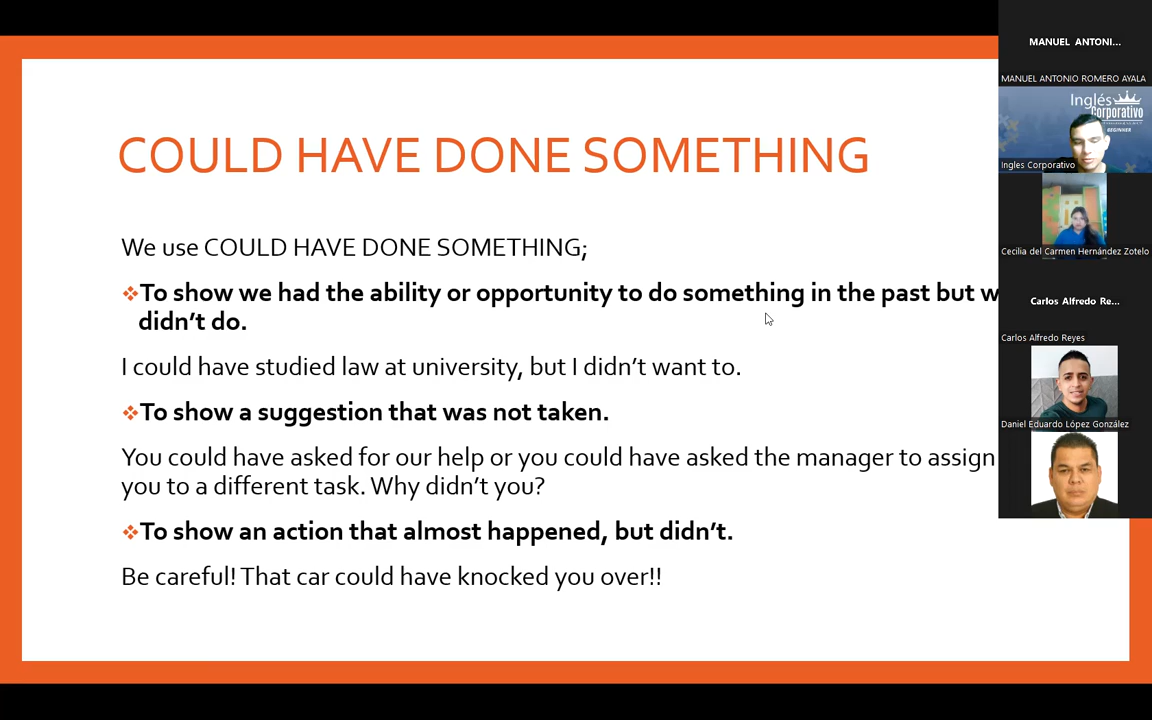 COULD HAVE DONE SOMETHING
We use COULD HAVE DONE SOMETHING;
❖To show we had the ability or opportunity to do something in the past but w
didn't do.
I could have studied law at university, but I didn't want to.
❖To show a suggestion that was not taken.
You could have asked for our help or you could have asked the manager to assign
you to a different task. Why didn't you?
❖To show an action that almost happened, but didn't.
Be careful! That car could have knocked you over!!
MANUEL ANTONI...
MANUEL ANTONIO ROMERO AYALA
Inglés
Corporativo
BEGINNER
Ingles Corporativo
Cecilia del Carmen Hernández Zotelo
Carlos Alfredo Re...
Carlos Alfredo Reyes
Daniel Eduardo López González